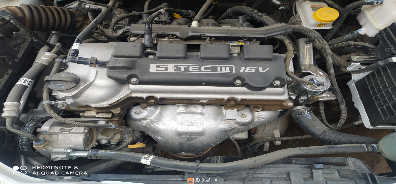 S TEC III 16V
REDMI NOTE 8
AI QUAD CAMERA